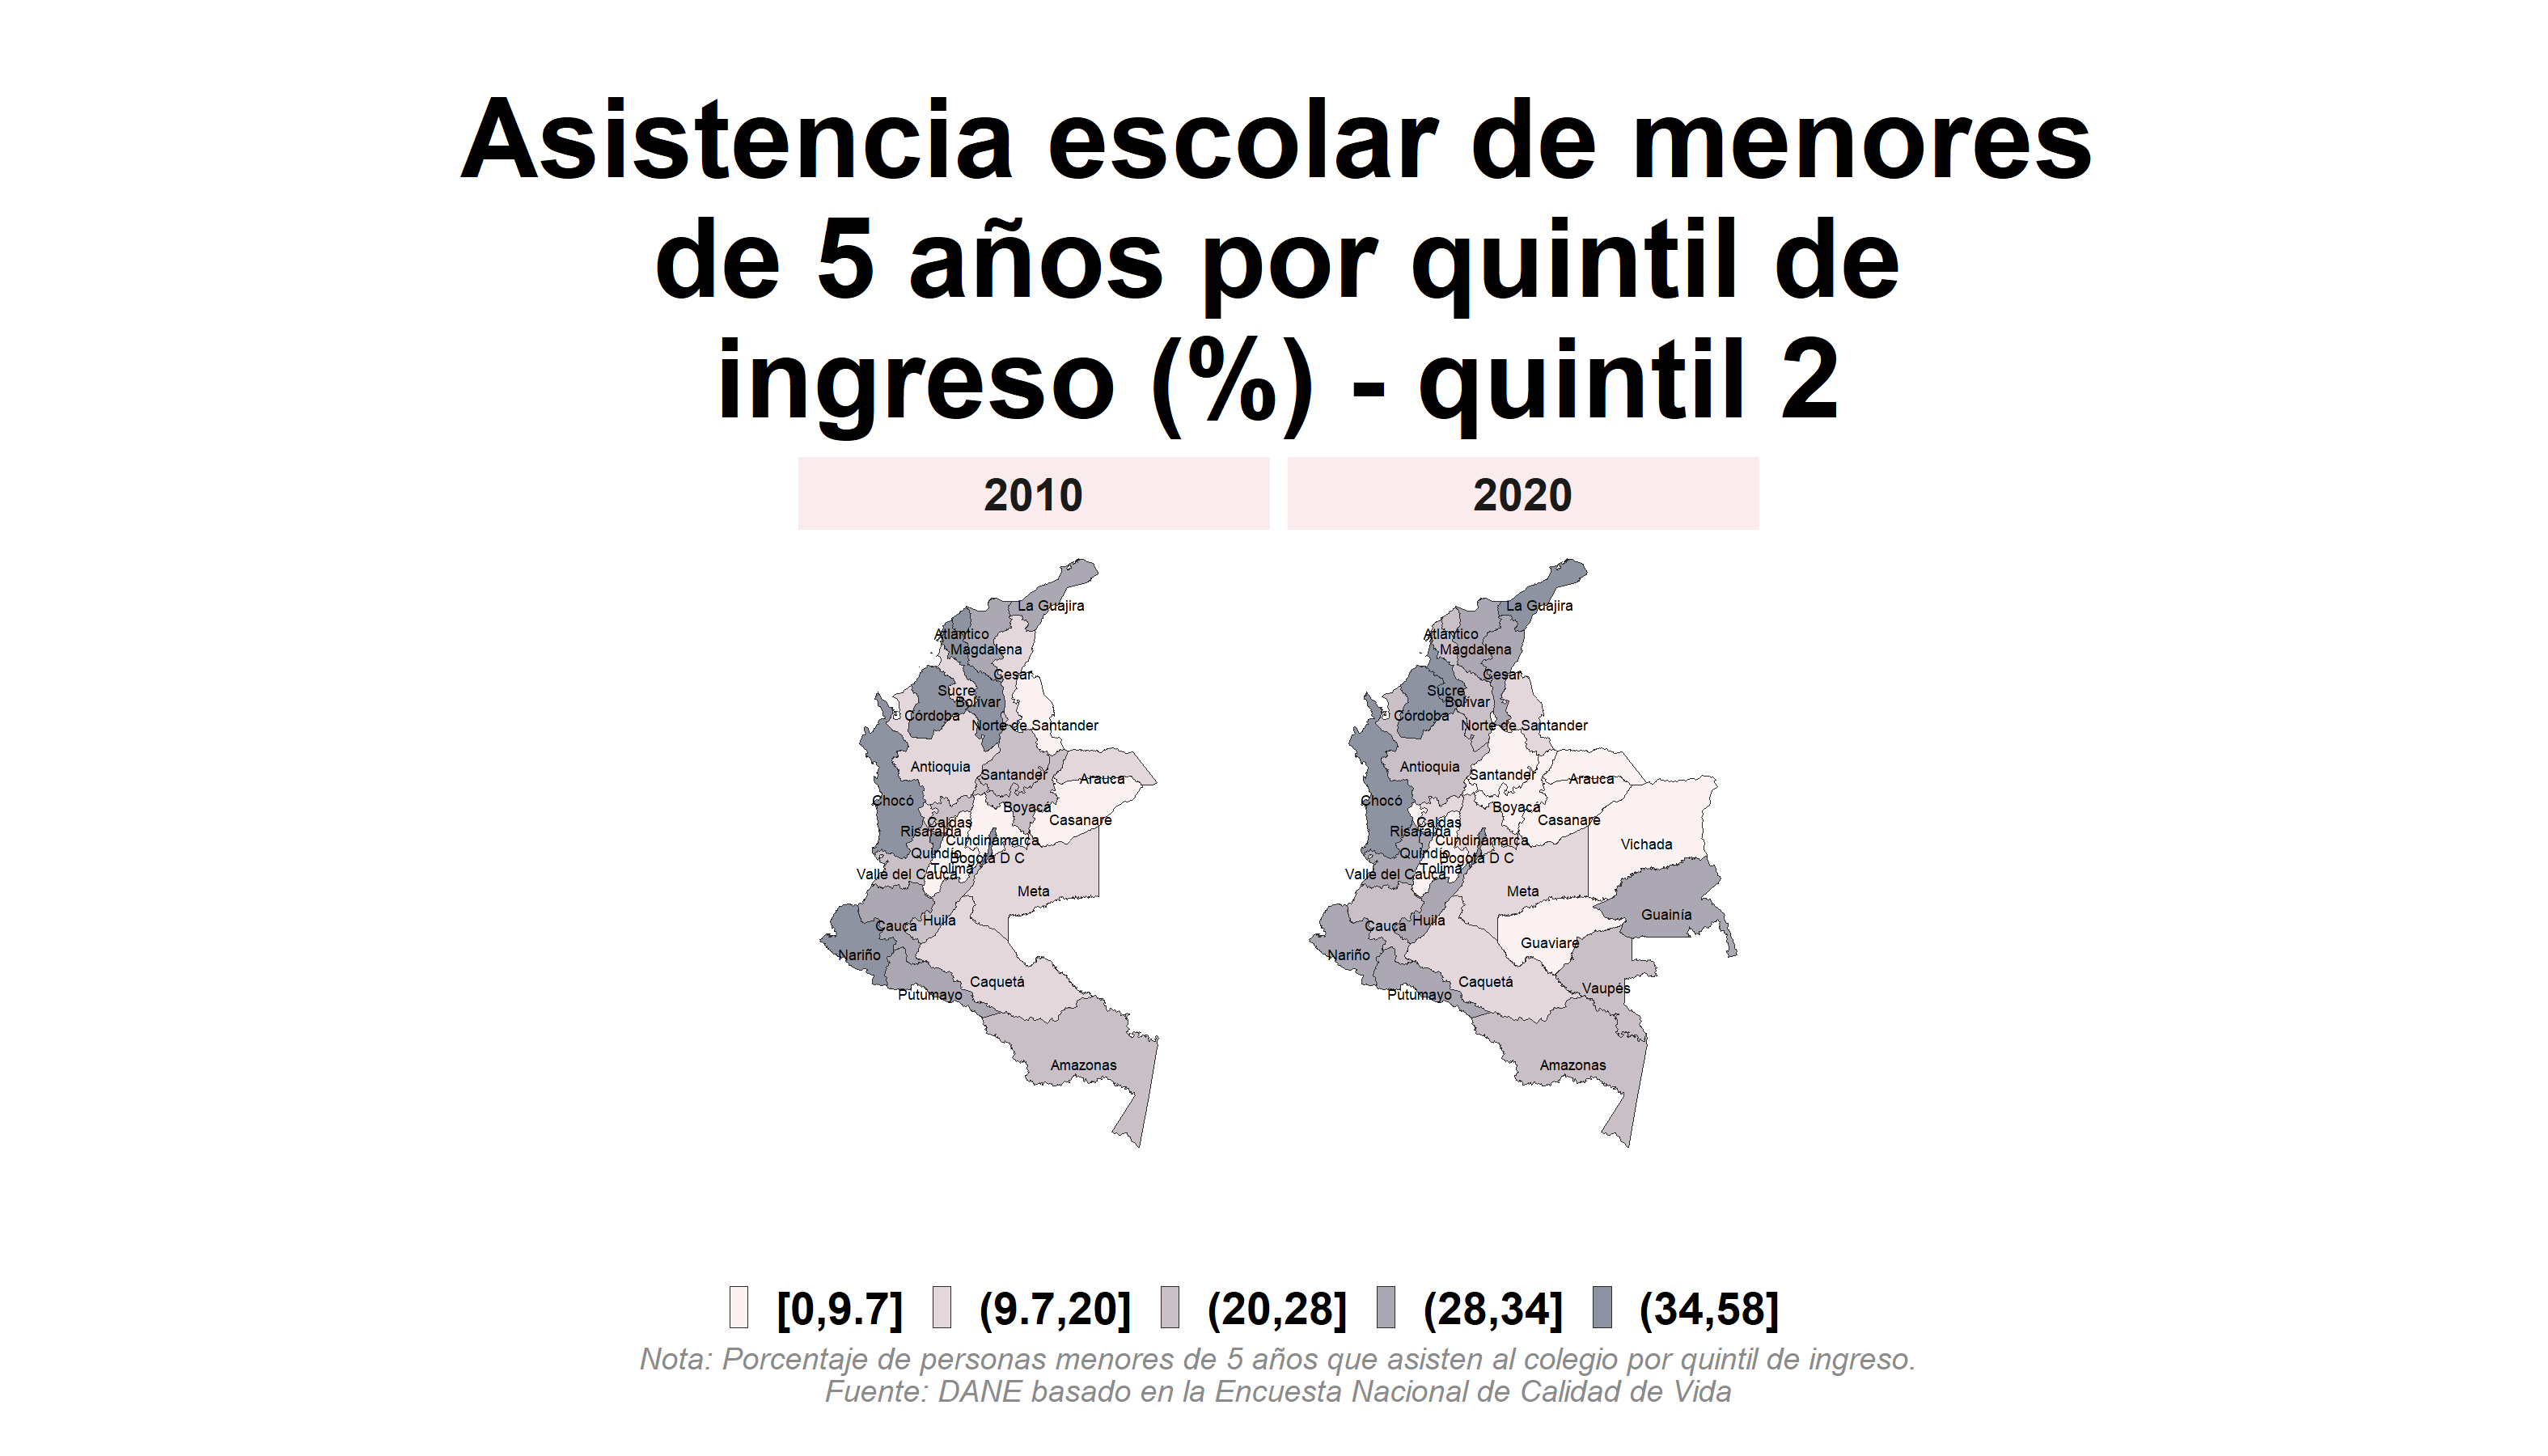 Asistencia escolar de menores
de 5 años por quintil de
ingreso (%) - quintil 2
2010
2020
La Guajira
Atlántico
Magdalena
Cesar
Sucre
Bolívar
Córdoba
Norte de Santander
Antioquia
Santander
Arauca
Chocó
Boyacá
Casanare
Caldas
Risaralda
Cundinamarca
Quindío
Bogotá D C
Tolima
Valle del Cauca
Meta
Huila
Cauca
Nariño
Caquetá
Putumayo
Amazonas
La Guajira
Atlántico
Magdalena
Cesar
Sucre
Bolívar
Córdoba
Norte de Santander
Antioquia
Santander
Arauca
Chocó
Boyacá
Casanare
Caldas
Risaralda
Cundinamarca
Vichada
Quindío
Bogotá D C
Tolima
Valle del Cauca
Meta
Guainía
Huila
Cauca
Guaviare
Nariño
Caquetá
Vaupés
Putumayo
Amazonas
[0,9.7] (9.7,20] (20,28] (28,34] (34,58]
Nota: Porcentaje de personas menores de 5 años que asisten al colegio por quintil de ingreso.
Fuente: DANE basado en la Encuesta Nacional de Calidad de Vida